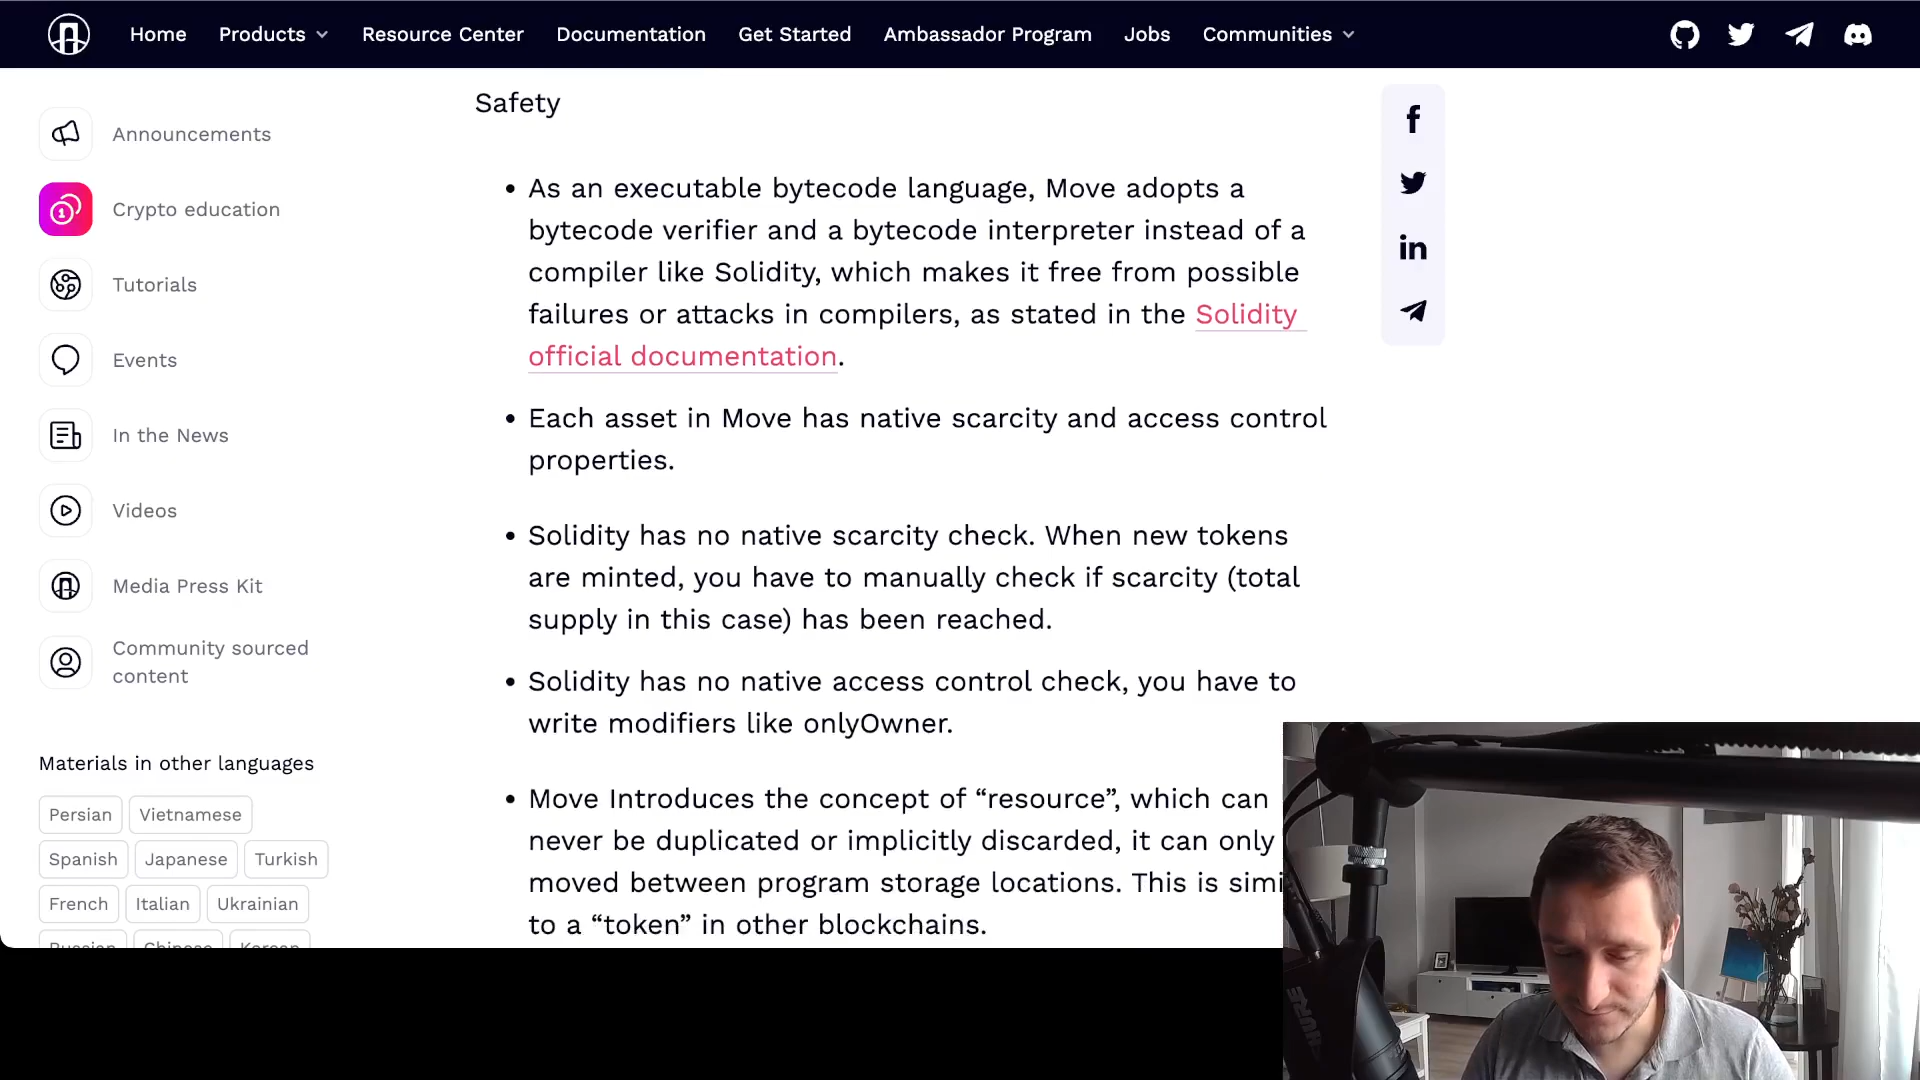 Home Products Resource Center Documentation Get Started Ambassador Program Jobs Communities
Announcements
Crypto education
Tutorials
Events
In the News
Videos
Media Press Kit
Community sourced
content
Materials in other languages
Persian Vietnamese
Spanish Japanese Turkish
French Italian Ukrainian
Russian Chinese Korean
Safety
• As an executable bytecode language, Move adopts a
bytecode verifier and a bytecode interpreter instead of a
compiler like Solidity, which makes it free from possible
failures or attacks in compilers, as stated in the Solidity
official documentation.
• Each asset in Move has native scarcity and access control
properties.
• Solidity has no native scarcity check. When new tokens
are minted, you have to manually check if scarcity (total
supply in this case) has been reached.
• Solidity has no native access control check, you have to
write modifiers like onlyOwner.
• Move Introduces the concept of “resource”, which can
never be duplicated or implicitly discarded, it can only
moved between program storage locations. This is simi
to a “token” in other blockchains.
f
in
SHURE